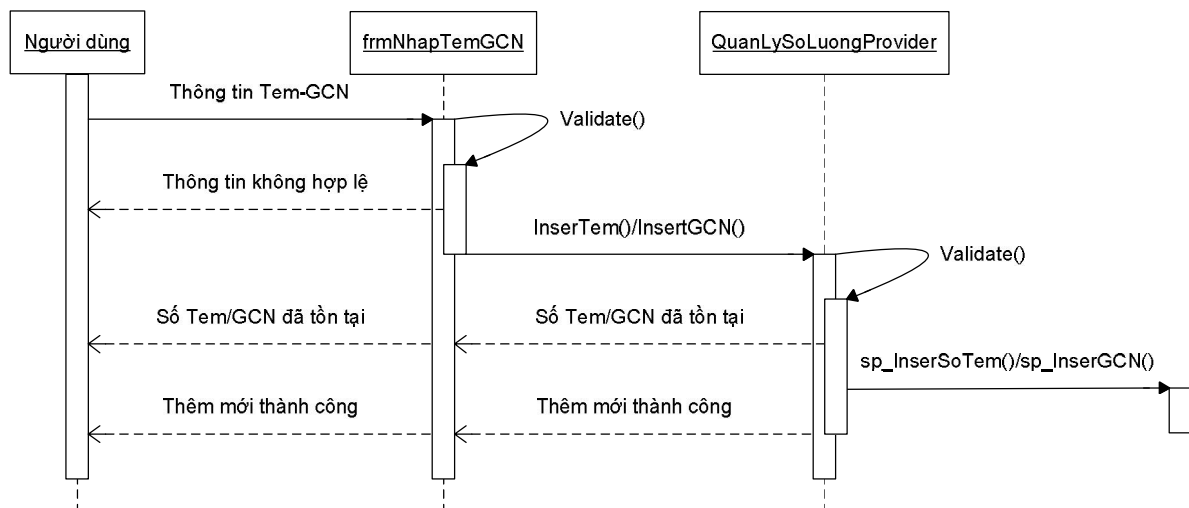 Người dùng
frmNhapTemGCN
QuanLySoLuongProvider
Thông tin Tem-GCN
Validate()
Thông tin không hợp lệ
InserTem()/InsertGCN()
Validate()
Số Tem/GCN đã tồn tại
Số Tem/GCN đã tồn tại
sp_InserSoTem()/sp_InserGCN()
Thêm mới thành công
Thêm mới thành công